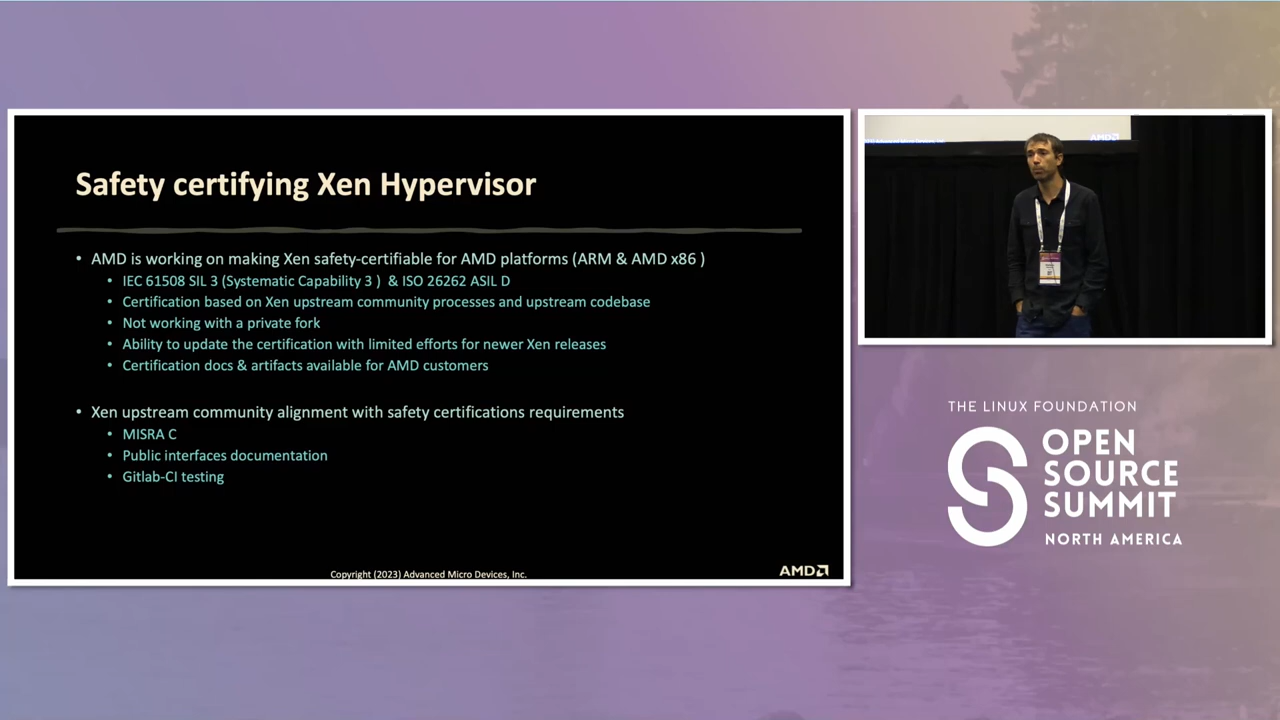 Safety certifying Xen Hypervisor
• AMD is working on making Xen safety-certifiable for AMD platforms (ARM & AMD x86 )
• IEC 61508 SIL 3 (Systematic Capability 3 ) & ISO 26262 ASIL D
• Certification based on Xen upstream community processes and upstream codebase
• Not working with a private fork
• Ability to update the certification with limited efforts for newer Xen releases
• Certification docs & artifacts available for AMD customers
• Xen upstream community alignment with safety certifications requirements
• MISRA C
• Public interfaces documentation
• Gitlab-CI testing
Copyright (2023) Advanced Micro Devices, Inc.
AMD
AMD
THE LINUX FOUNDATION
OPEN
SOURCE
SUMMIT
NORTH AMERICA